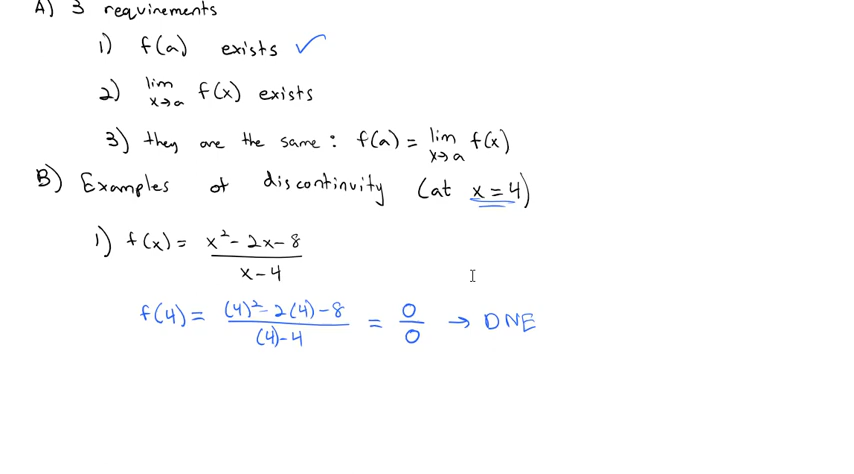 A) 3 requirements
1) f(a) exists ✓
2) lim x→a f(x) exists
3) they are the same : f(a) = lim x→a f(x)
B) Examples of discontinuity (at x = 4)
1) f(x) = (x² - 2x - 8)/(x - 4)
f(4) = ((4)² - 2(4) - 8)/((4) - 4) = 0/0 → DNE